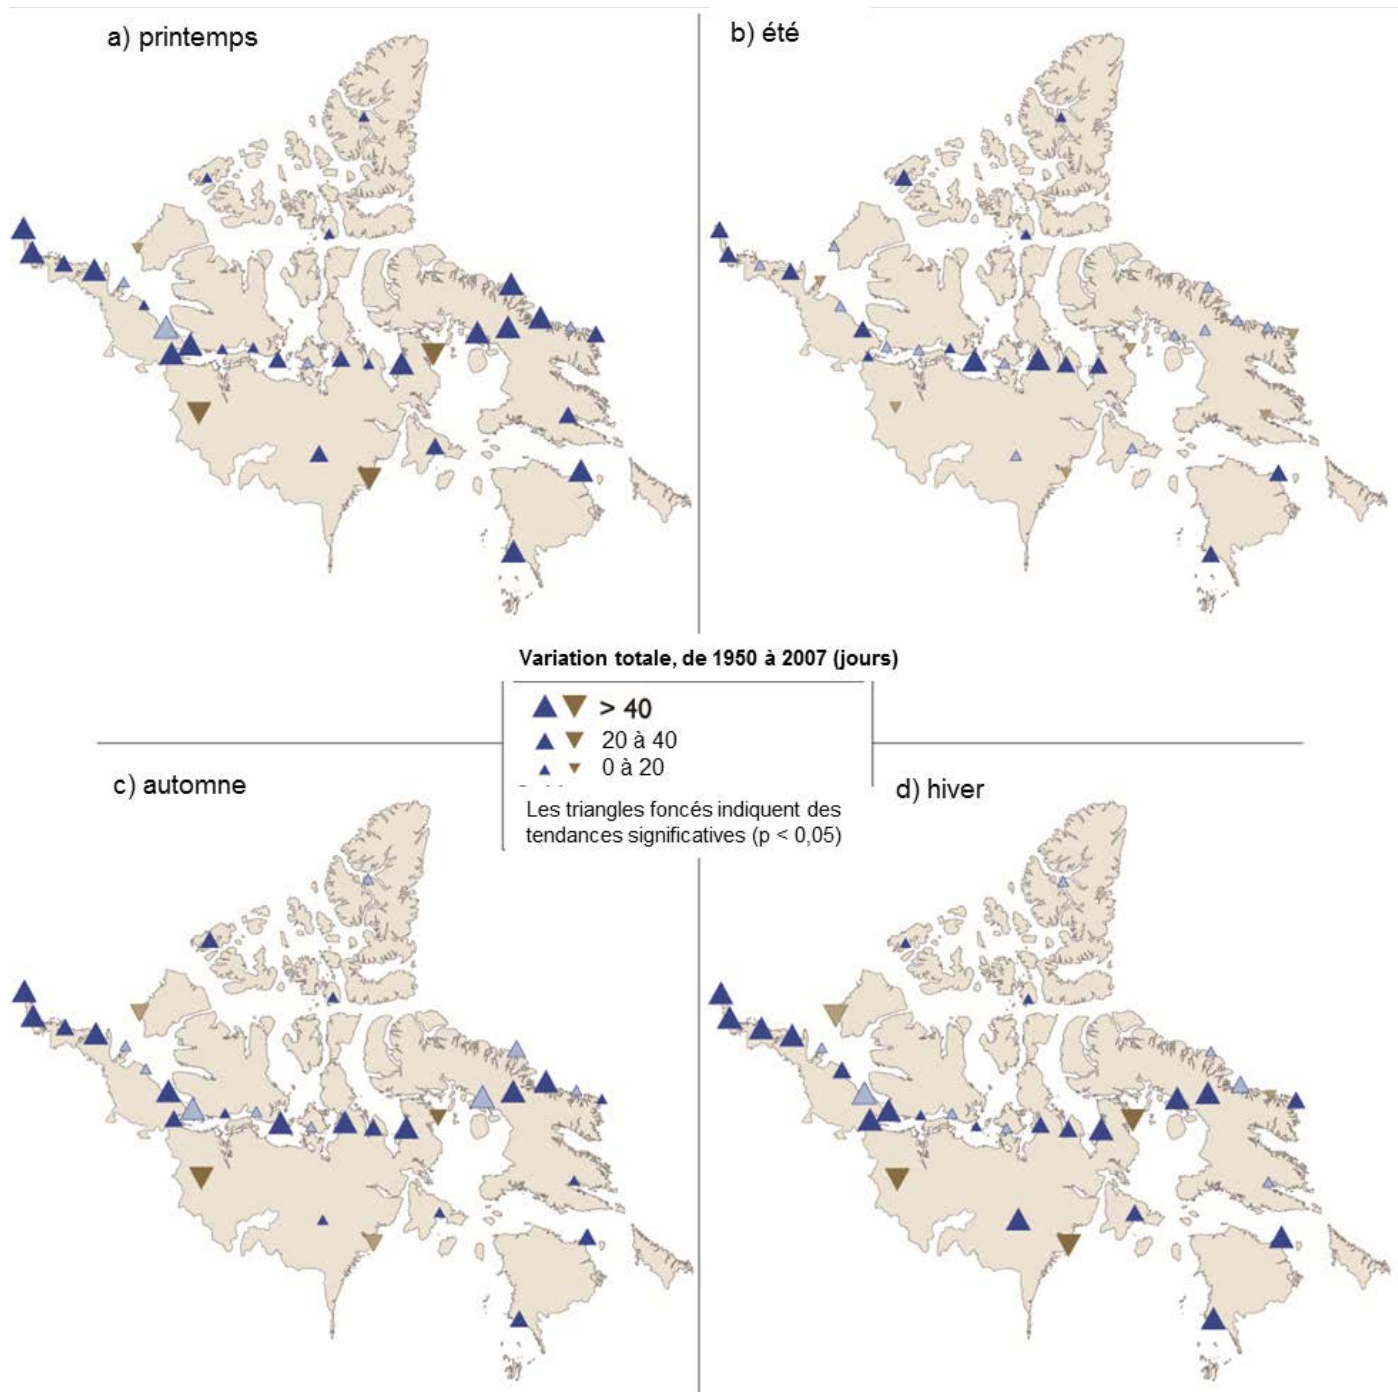 a) printemps
b) été
Variation totale, de 1950 à 2007 (jours)
> 40
20 à 40
0 à 20
Les triangles foncés indiquent des
tendances significatives (p < 0,05)
c) automne
d) hiver